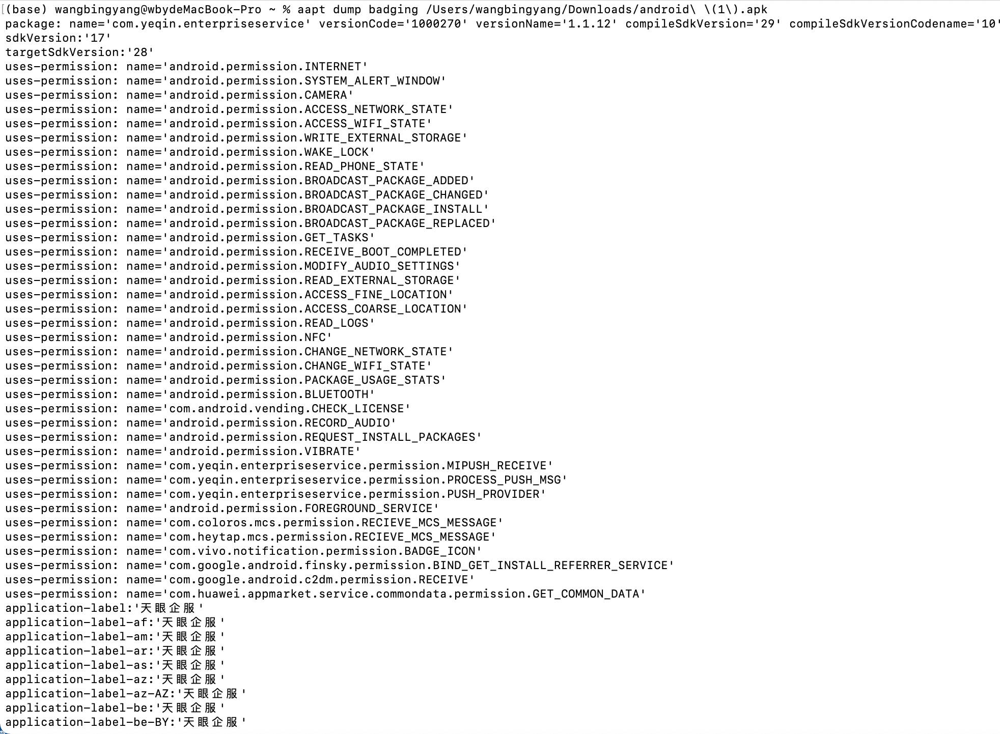 (base) wangbingyang@wbydeMacBook-Pro ~ % aapt dump badging /Users/wangbingyang/Downloads/android\ \(1\).apk
package: name='com.yeqin.enterpriseservice' versionCode='1000270' versionName='1.1.12' compileSdkVersion='29' compileSdkVersionCodename='10'
sdkVersion:'17'
targetSdkVersion:'28'
uses-permission: name='android.permission.INTERNET'
uses-permission: name='android.permission.SYSTEM_ALERT_WINDOW'
uses-permission: name='android.permission.CAMERA'
uses-permission: name='android.permission.ACCESS_NETWORK_STATE'
uses-permission: name='android.permission.ACCESS_WIFI_STATE'
uses-permission: name='android.permission.WRITE_EXTERNAL_STORAGE'
uses-permission: name='android.permission.WAKE_LOCK'
uses-permission: name='android.permission.READ_PHONE_STATE'
uses-permission: name='android.permission.BROADCAST_PACKAGE_ADDED'
uses-permission: name='android.permission.BROADCAST_PACKAGE_CHANGED'
uses-permission: name='android.permission.BROADCAST_PACKAGE_INSTALL'
uses-permission: name='android.permission.BROADCAST_PACKAGE_REPLACED'
uses-permission: name='android.permission.GET_TASKS'
uses-permission: name='android.permission.RECEIVE_BOOT_COMPLETED'
uses-permission: name='android.permission.MODIFY_AUDIO_SETTINGS'
uses-permission: name='android.permission.READ_EXTERNAL_STORAGE'
uses-permission: name='android.permission.ACCESS_FINE_LOCATION'
uses-permission: name='android.permission.ACCESS_COARSE_LOCATION'
uses-permission: name='android.permission.READ_LOGS'
uses-permission: name='android.permission.NFC'
uses-permission: name='android.permission.CHANGE_NETWORK_STATE'
uses-permission: name='android.permission.CHANGE_WIFI_STATE'
uses-permission: name='android.permission.PACKAGE_USAGE_STATS'
uses-permission: name='android.permission.BLUETOOTH'
uses-permission: name='com.android.vending.CHECK_LICENSE'
uses-permission: name='android.permission.RECORD_AUDIO'
uses-permission: name='android.permission.REQUEST_INSTALL_PACKAGES'
uses-permission: name='android.permission.VIBRATE'
uses-permission: name='com.yeqin.enterpriseservice.permission.MIPUSH_RECEIVE'
uses-permission: name='com.yeqin.enterpriseservice.permission.PROCESS_PUSH_MSG'
uses-permission: name='com.yeqin.enterpriseservice.permission.PUSH_PROVIDER'
uses-permission: name='android.permission.FOREGROUND_SERVICE'
uses-permission: name='com.coloros.mcs.permission.RECIEVE_MCS_MESSAGE'
uses-permission: name='com.heytap.mcs.permission.RECIEVE_MCS_MESSAGE'
uses-permission: name='com.vivo.notification.permission.BADGE_ICON'
uses-permission: name='com.google.android.finsky.permission.BIND_GET_INSTALL_REFERRER_SERVICE'
uses-permission: name='com.google.android.c2dm.permission.RECEIVE'
uses-permission: name='com.huawei.appmarket.service.commondata.permission.GET_COMMON_DATA'
application-label:'天眼企服'
application-label-af:'天眼企服'
application-label-am:'天眼企服'
application-label-ar:'天眼企服'
application-label-as:'天眼企服'
application-label-az:'天眼企服'
application-label-az-AZ:'天眼企服'
application-label-be:'天眼企服'
application-label-be-BY:'天眼企服'